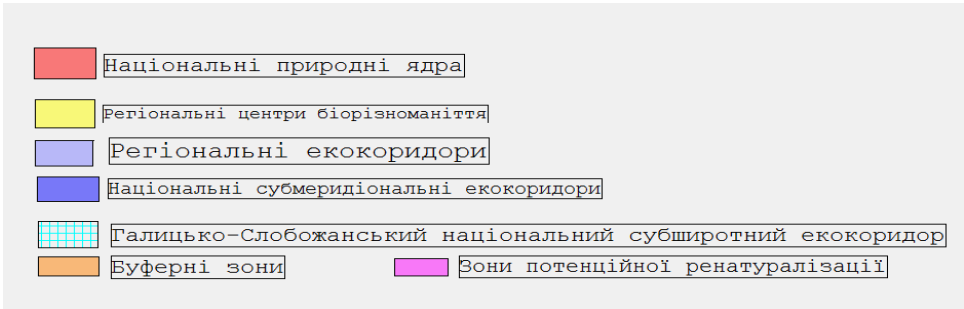 Національні природні ядра
Регіональні центри біорізноманіття
Регіональні екокоридори
Національні субмеридіональні екокоридори
Галицько-Слобожанський національний субширотний екокоридор
Буферні зони
Зони потенційної ренатуралізації